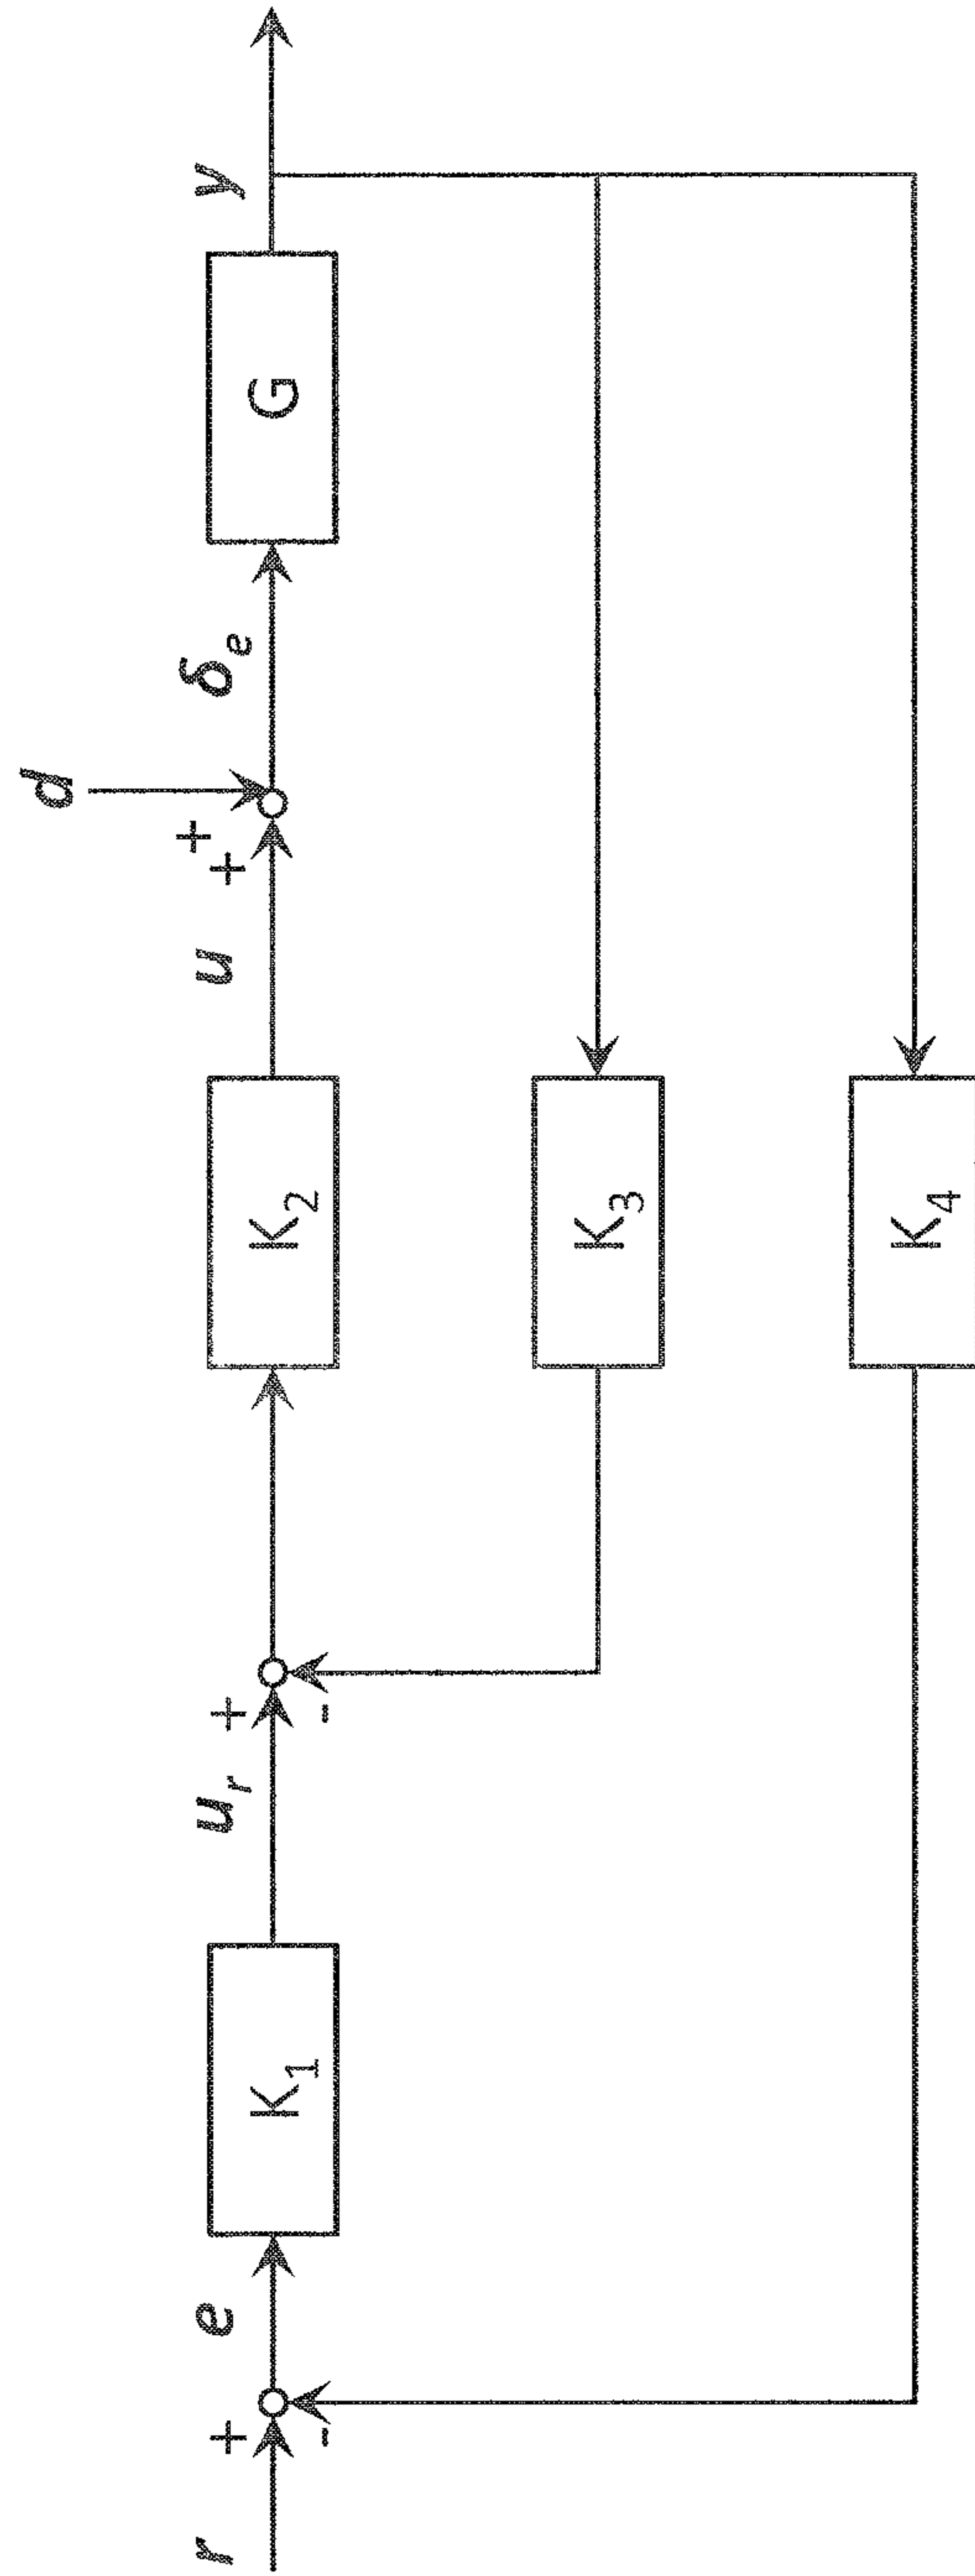 d
r
+
-
e
K1
ur
+
-
K2
u
+
+
δe
G
y
K3
K4